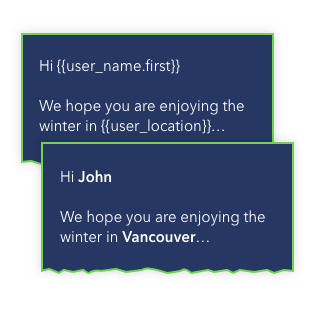 Hi {{user_name.first}}
We hope you are enjoying the
winter in {{user_location}}...
Hi John
We hope you are enjoying the
winter in Vancouver...